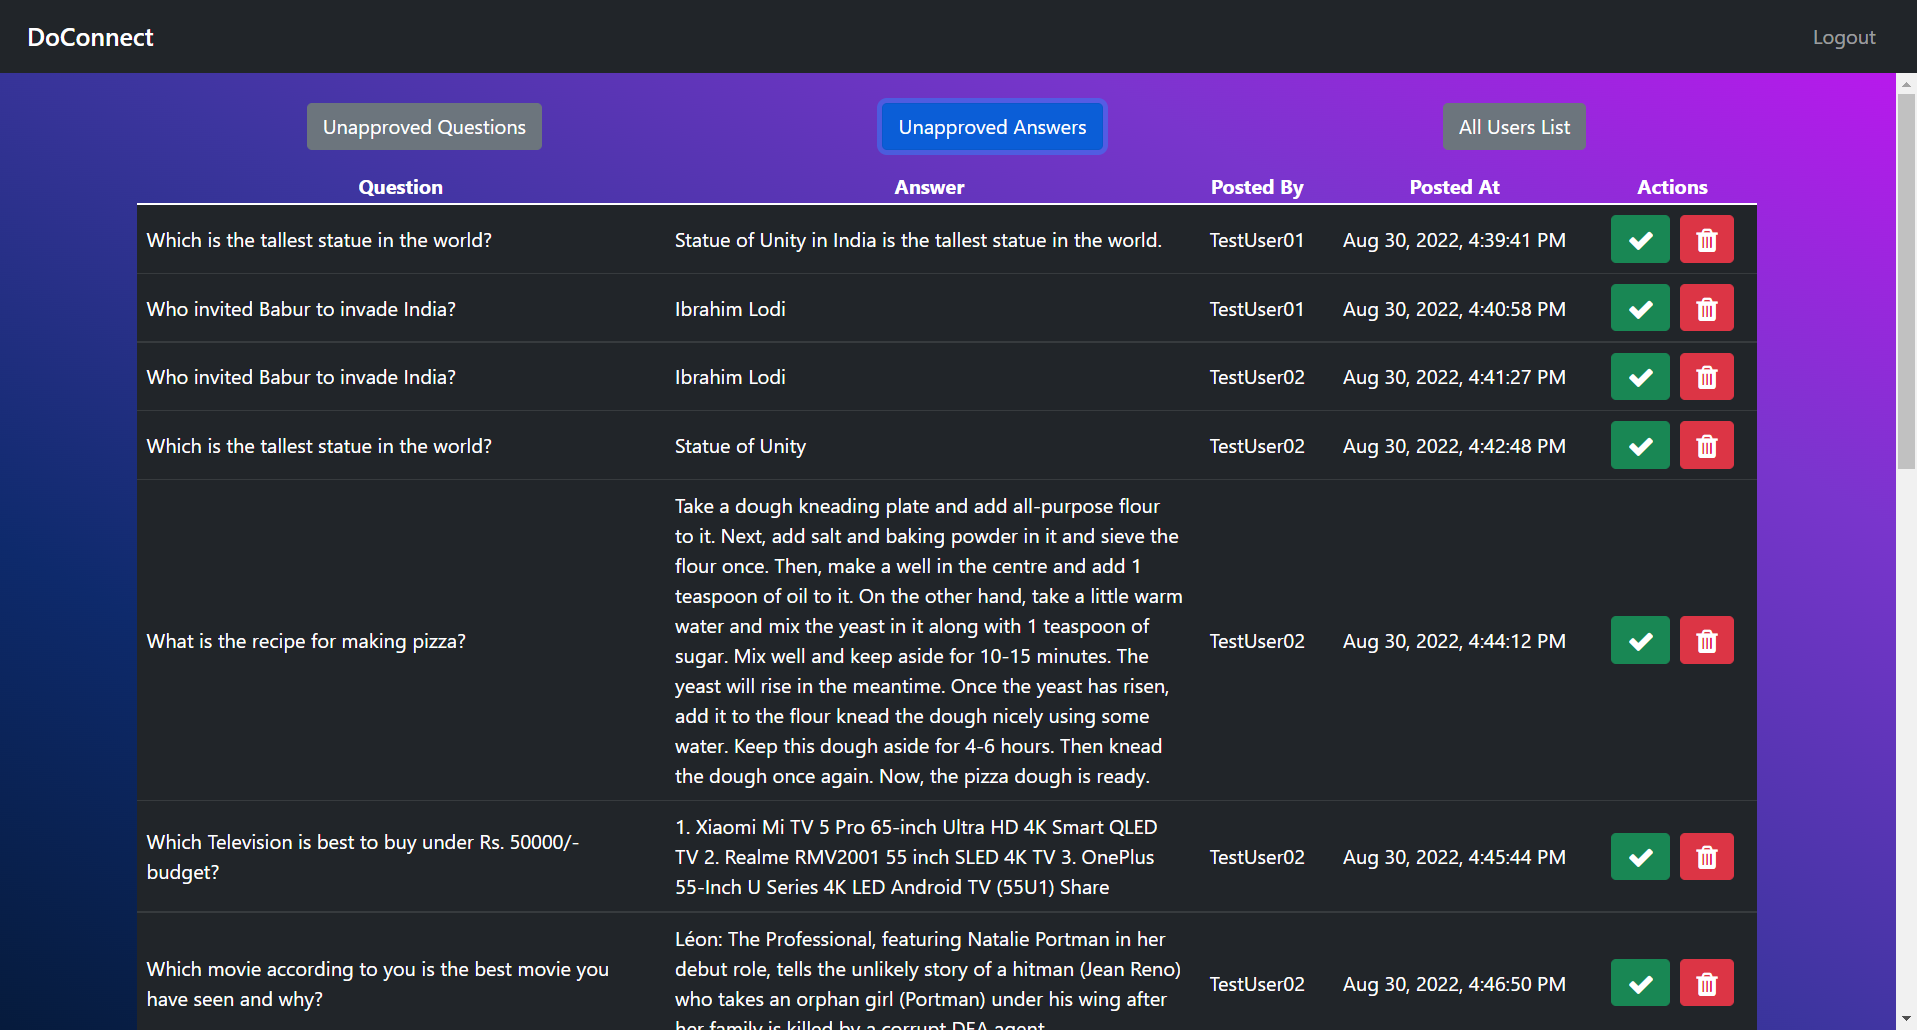 DoConnect
Logout
Unapproved Questions
Unapproved Answers
All Users List
Question Answer Posted By Posted At Actions
Which is the tallest statue in the world? Statue of Unity in India is the tallest statue in the world. TestUser01 Aug 30, 2022, 4:39:41 PM
Who invited Babur to invade India? Ibrahim Lodi TestUser01 Aug 30, 2022, 4:40:58 PM
Who invited Babur to invade India? Ibrahim Lodi TestUser02 Aug 30, 2022, 4:41:27 PM
Which is the tallest statue in the world? Statue of Unity TestUser02 Aug 30, 2022, 4:42:48 PM
What is the recipe for making pizza?
Take a dough kneading plate and add all-purpose flour
to it. Next, add salt and baking powder in it and sieve the
flour once. Then, make a well in the centre and add 1
teaspoon of oil to it. On the other hand, take a little warm
water and mix the yeast in it along with 1 teaspoon of
sugar. Mix well and keep aside for 10-15 minutes. The
yeast will rise in the meantime. Once the yeast has risen,
add it to the flour knead the dough nicely using some
water. Keep this dough aside for 4-6 hours. Then knead
the dough once again. Now, the pizza dough is ready.
TestUser02 Aug 30, 2022, 4:44:12 PM
Which Television is best to buy under Rs. 50000/-
budget?
1. Xiaomi Mi TV 5 Pro 65-inch Ultra HD 4K Smart QLED
TV 2. Realme RMV2001 55 inch SLED 4K TV 3. OnePlus
55-Inch U Series 4K LED Android TV (55U1) Share
TestUser02 Aug 30, 2022, 4:45:44 PM
Which movie according to you is the best movie you
have seen and why?
Léon: The Professional, featuring Natalie Portman in her
debut role, tells the unlikely story of a hitman (Jean Reno)
who takes an orphan girl (Portman) under his wing after
her family is killed by a corrupt DEA agent
TestUser02 Aug 30, 2022, 4:46:50 PM